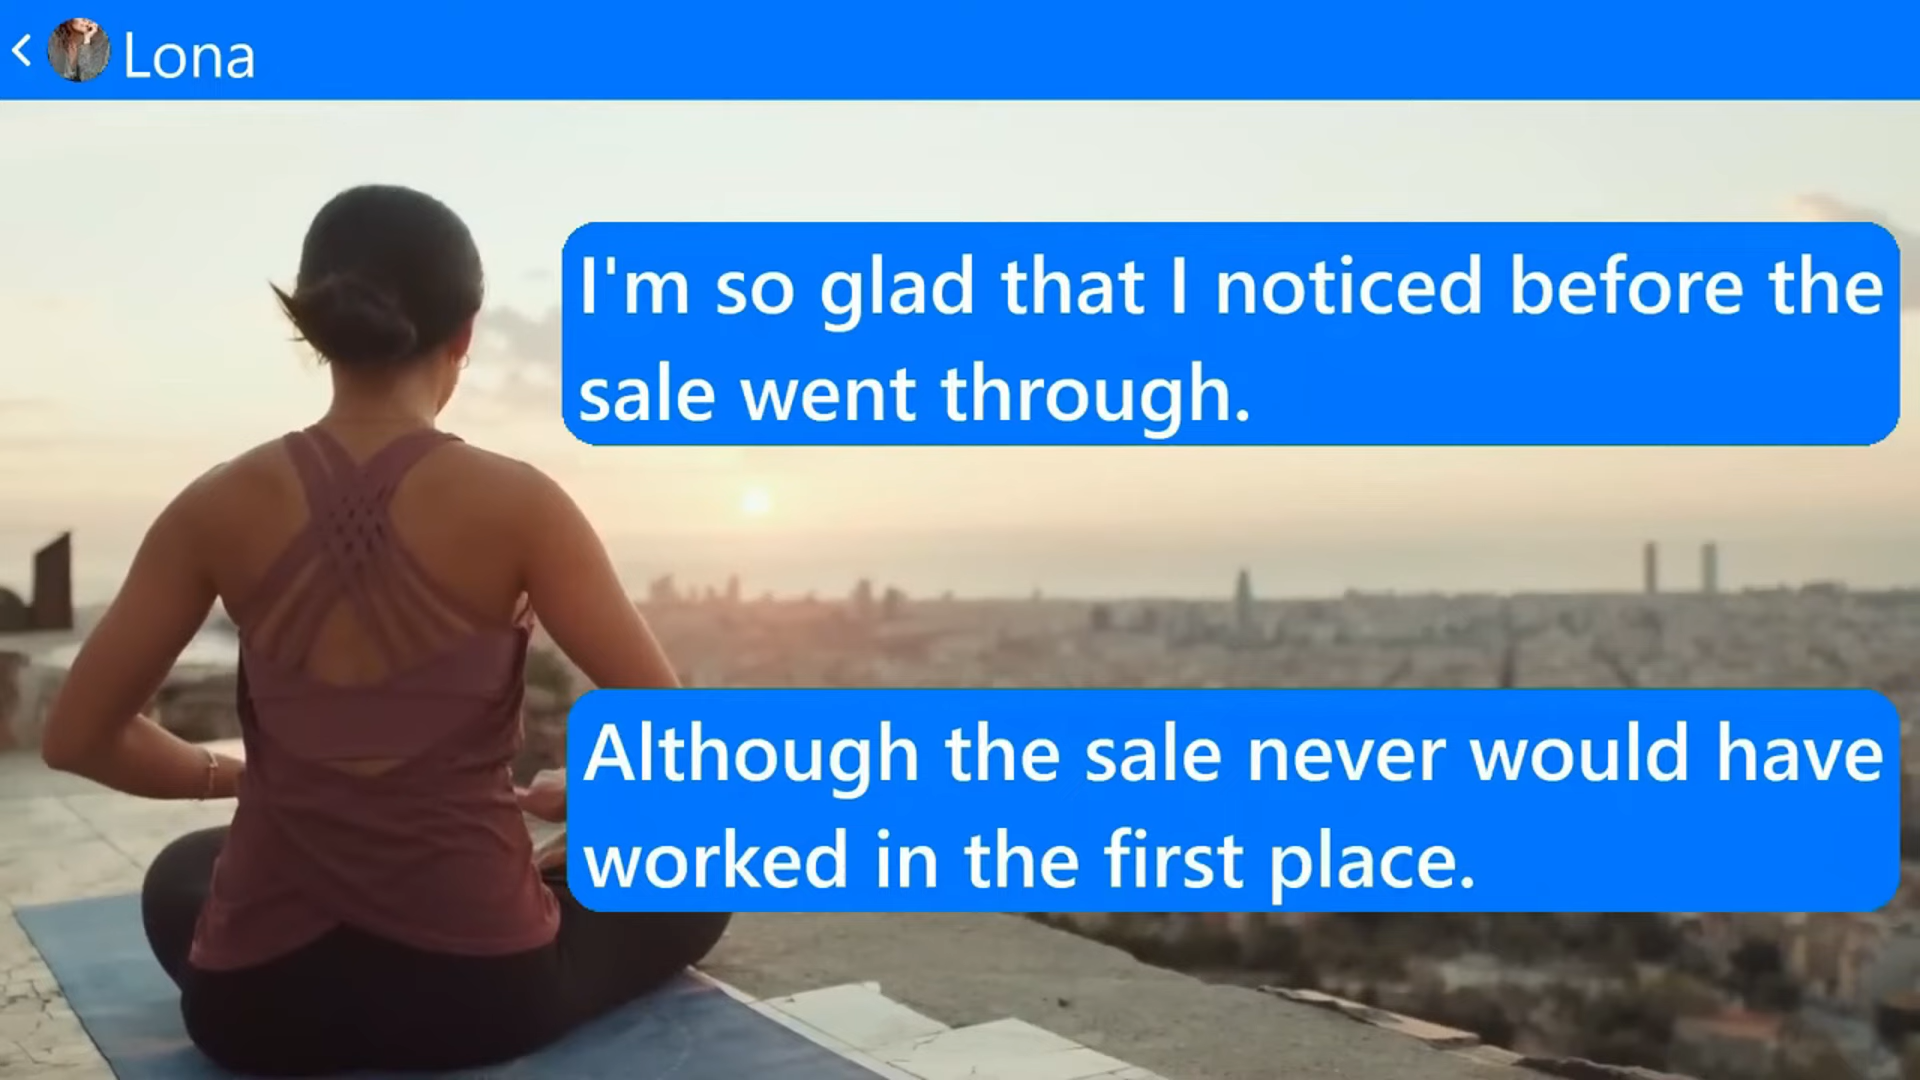 Lona
I'm so glad that I noticed before the
sale went through.
Although the sale never would have
worked in the first place.